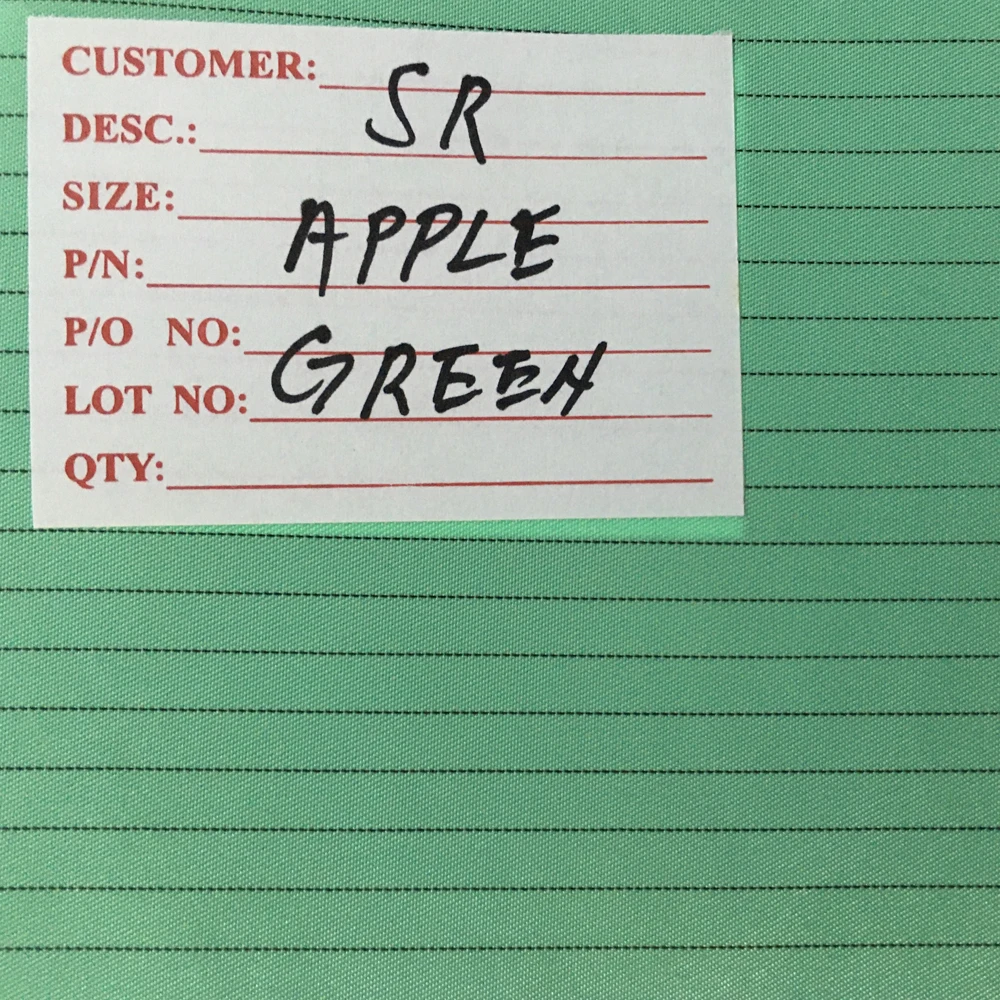 CUSTOMER:
SR
DESC.:
SIZE:
APPLE
P/N:
P/O NO:
GREEN
LOT NO:
QTY: